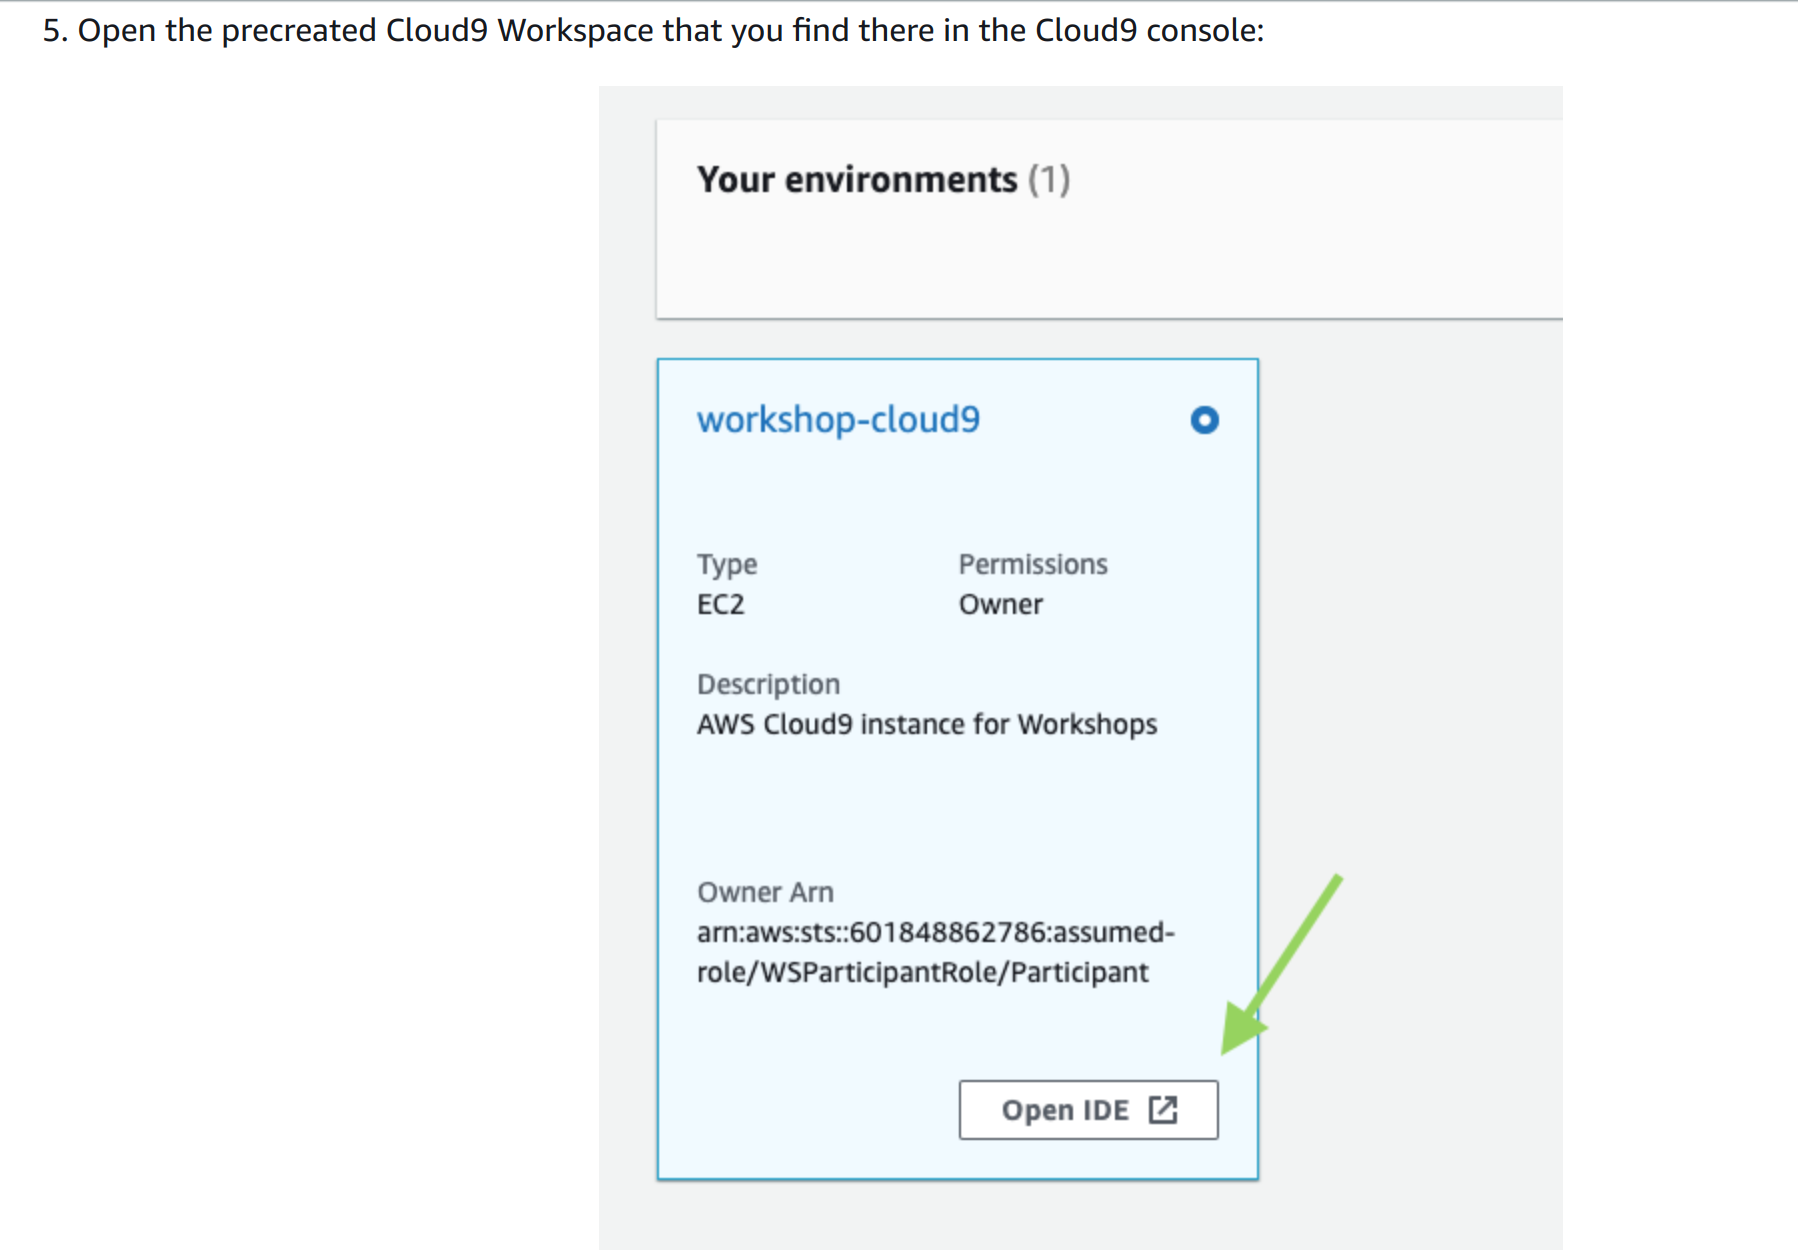 5. Open the precreated Cloud9 Workspace that you find there in the Cloud9 console:
Your environments (1)
workshop-cloud9
Type
EC2
Permissions
Owner
Description
AWS Cloud9 instance for Workshops
Owner Arn
arn:aws:sts::601848862786:assumed-
role/WSParticipantRole/Participant
Open IDE